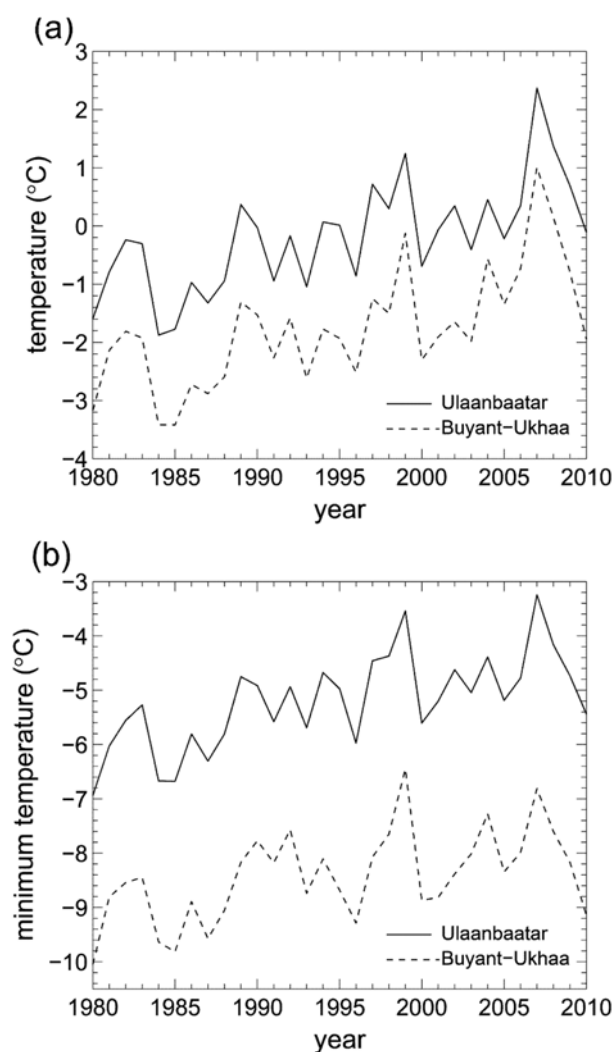 (a)
temperature (°C)
3
2
1
0
−1
−2
−3
−4
Ulaanbaatar
Buyant−Ukhaa
1980 1985 1990 1995 2000 2005 2010
year
(b)
minimum temperature (°C)
−3
−4
−5
−6
−7
−8
−9
−10
Ulaanbaatar
Buyant−Ukhaa
1980 1985 1990 1995 2000 2005 2010
year